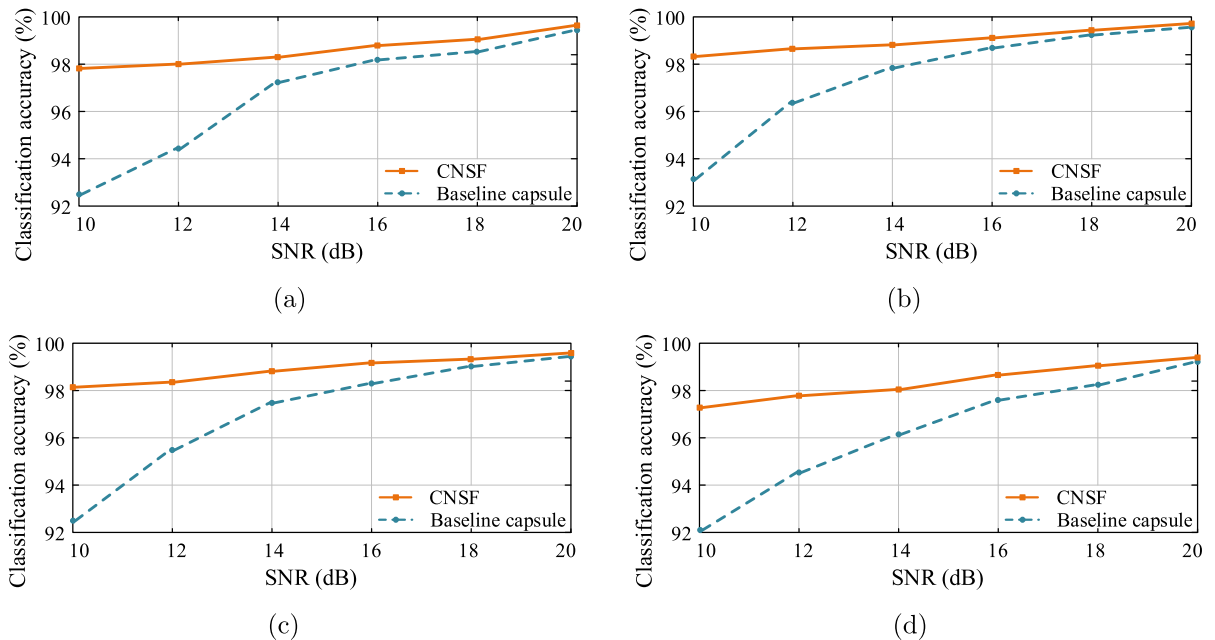 Classification accuracy (%)
100
98
96
94
92
CNSF
Baseline capsule
10 12 14 16 18 20
SNR (dB)
(a)
Classification accuracy (%)
100
98
96
94
92
CNSF
Baseline capsule
10 12 14 16 18 20
SNR (dB)
(b)
Classification accuracy (%)
100
98
96
94
92
CNSF
Baseline capsule
10 12 14 16 18 20
SNR (dB)
(c)
Classification accuracy (%)
100
98
96
94
92
CNSF
Baseline capsule
10 12 14 16 18 20
SNR (dB)
(d)